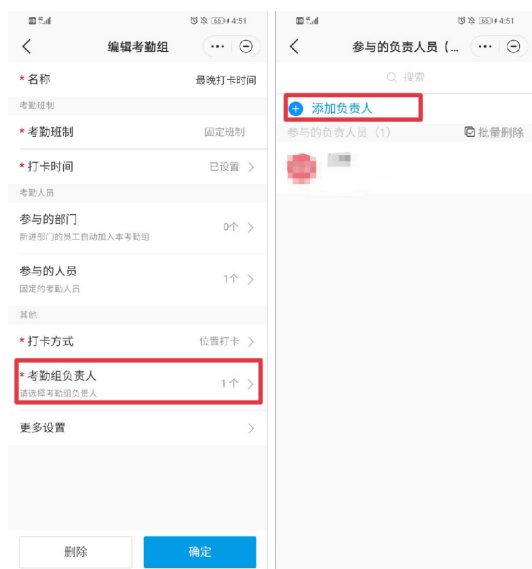 4:51
编辑考勤组
* 名称
最晚打卡时间
考勤班制
* 考勤班制
固定班制
* 打卡时间
已设置
考勤人员
参与的部门
新进部门的员工自动加入本考勤组
0个
参与的人员
固定的考勤人员
1个
其他
* 打卡方式
位置打卡
* 考勤组负责人
请选择考勤组负责人
1个
更多设置
删除
确定
4:51
参与的负责人员 (...
搜索
添加负责人
参与的负责人员 (1)
批量删除